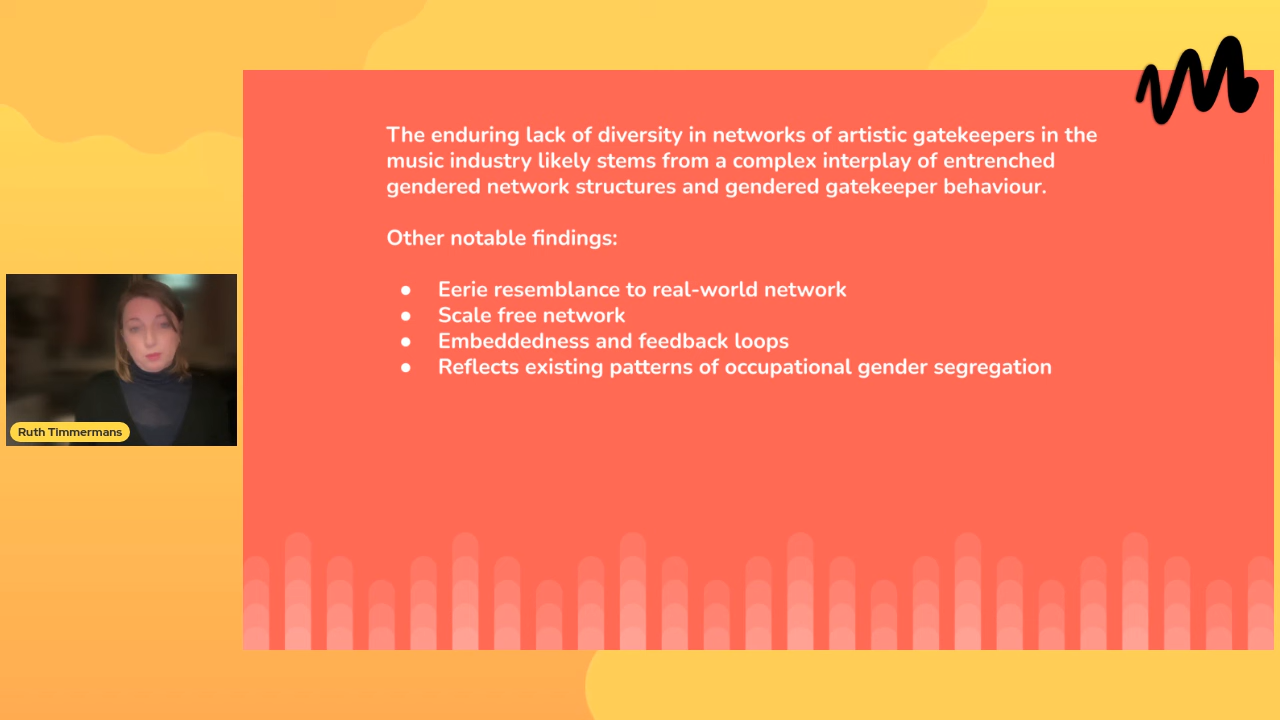 The enduring lack of diversity in networks of artistic gatekeepers in the
music industry likely stems from a complex interplay of entrenched
gendered network structures and gendered gatekeeper behaviour.
Other notable findings:
● Eerie resemblance to real-world network
● Scale free network
● Embeddedness and feedback loops
● Reflects existing patterns of occupational gender segregation
Ruth Timmermans